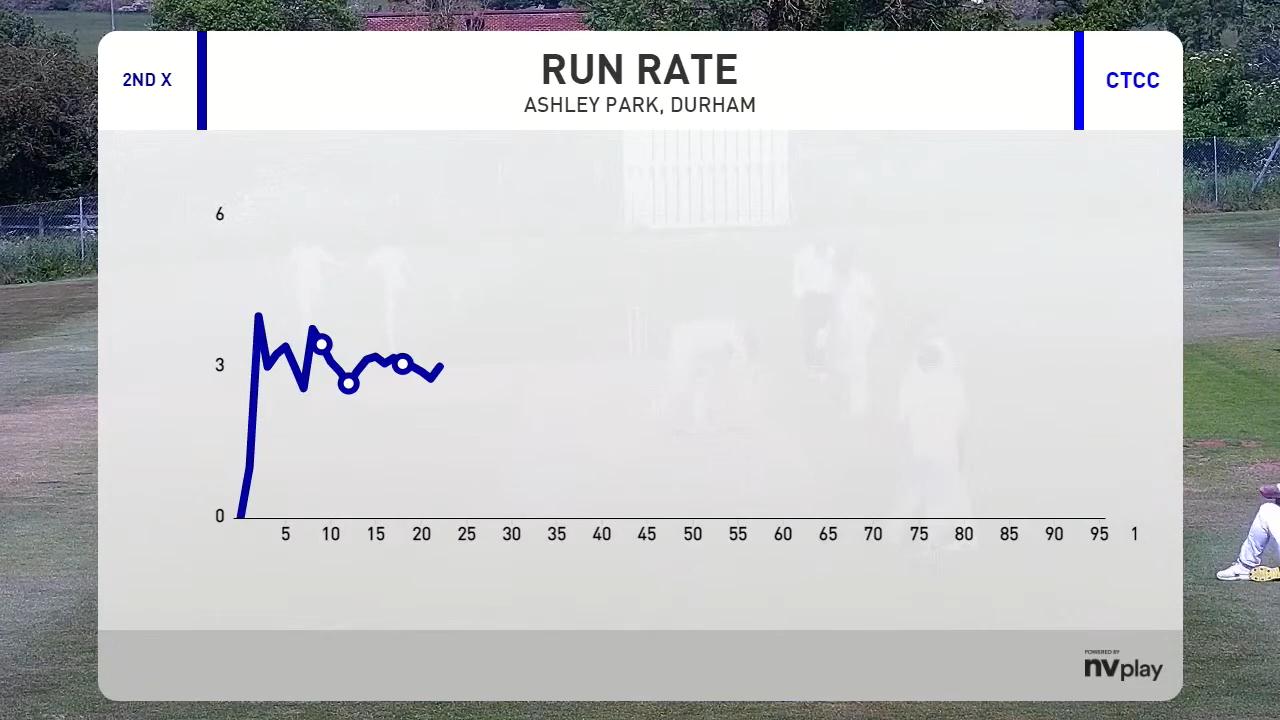 2ND X
RUN RATE
ASHLEY PARK, DURHAM
CTCC
6
3
0
5 10 15 20 25 30 35 40 45 50 55 60 65 70 75 80 85 90 95 1
POWERED BY
nvplay